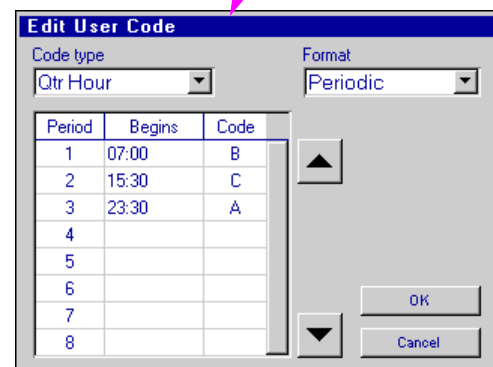 Edit User Code
Code type Format
Qtr Hour Periodic
Period Begins Code
1 07:00 B
2 15:30 C
3 23:30 A
4
5
6
7
8
OK
Cancel